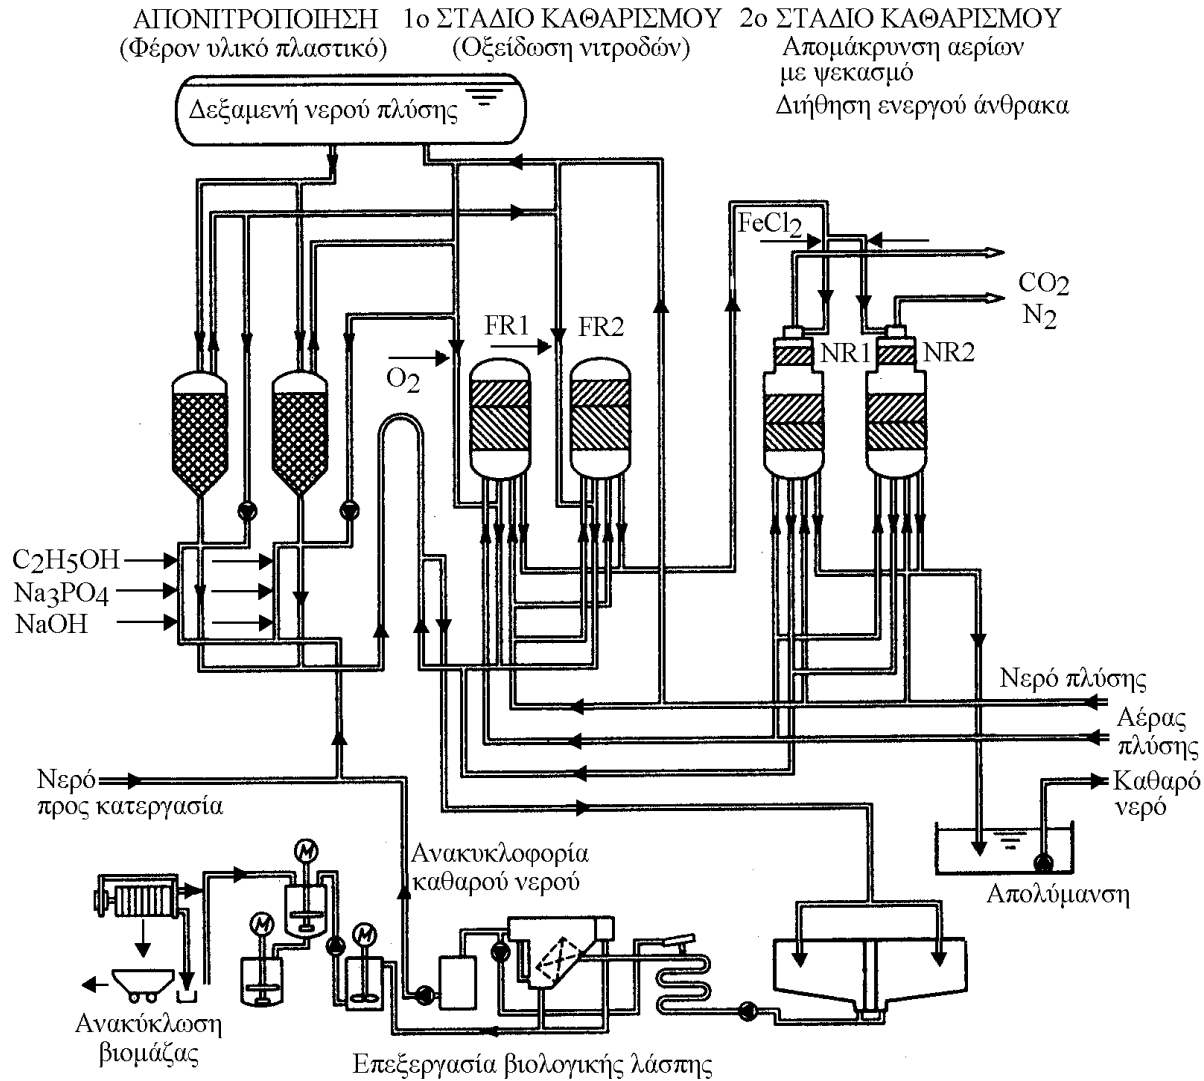 ΑΠΟΝΙΤΡΟΠΟΙΗΣΗ
(Φέρον υλικό πλαστικό)
1ο ΣΤΑΔΙΟ ΚΑΘΑΡΙΣΜΟΥ
(Οξείδωση νιτροδών)
2ο ΣΤΑΔΙΟ ΚΑΘΑΡΙΣΜΟΥ
Απομάκρυνση αερίων
με ψεκασμό
Διήθηση ενεργού άνθρακα
Δεξαμενή νερού πλύσης
FeCl2
CO2
N2
FR1
FR2
NR1
NR2
O2
C2H5OH
Na3PO4
NaOH
Νερό πλύσης
Αέρας
πλύσης
Νερό
προς κατεργασία
Καθαρό
νερό
Ανακυκλοφορία
καθαρού νερού
Απολύμανση
M
M
M
Ανακύκλωση
βιομάζας
Επεξεργασία βιολογικής λάσπης